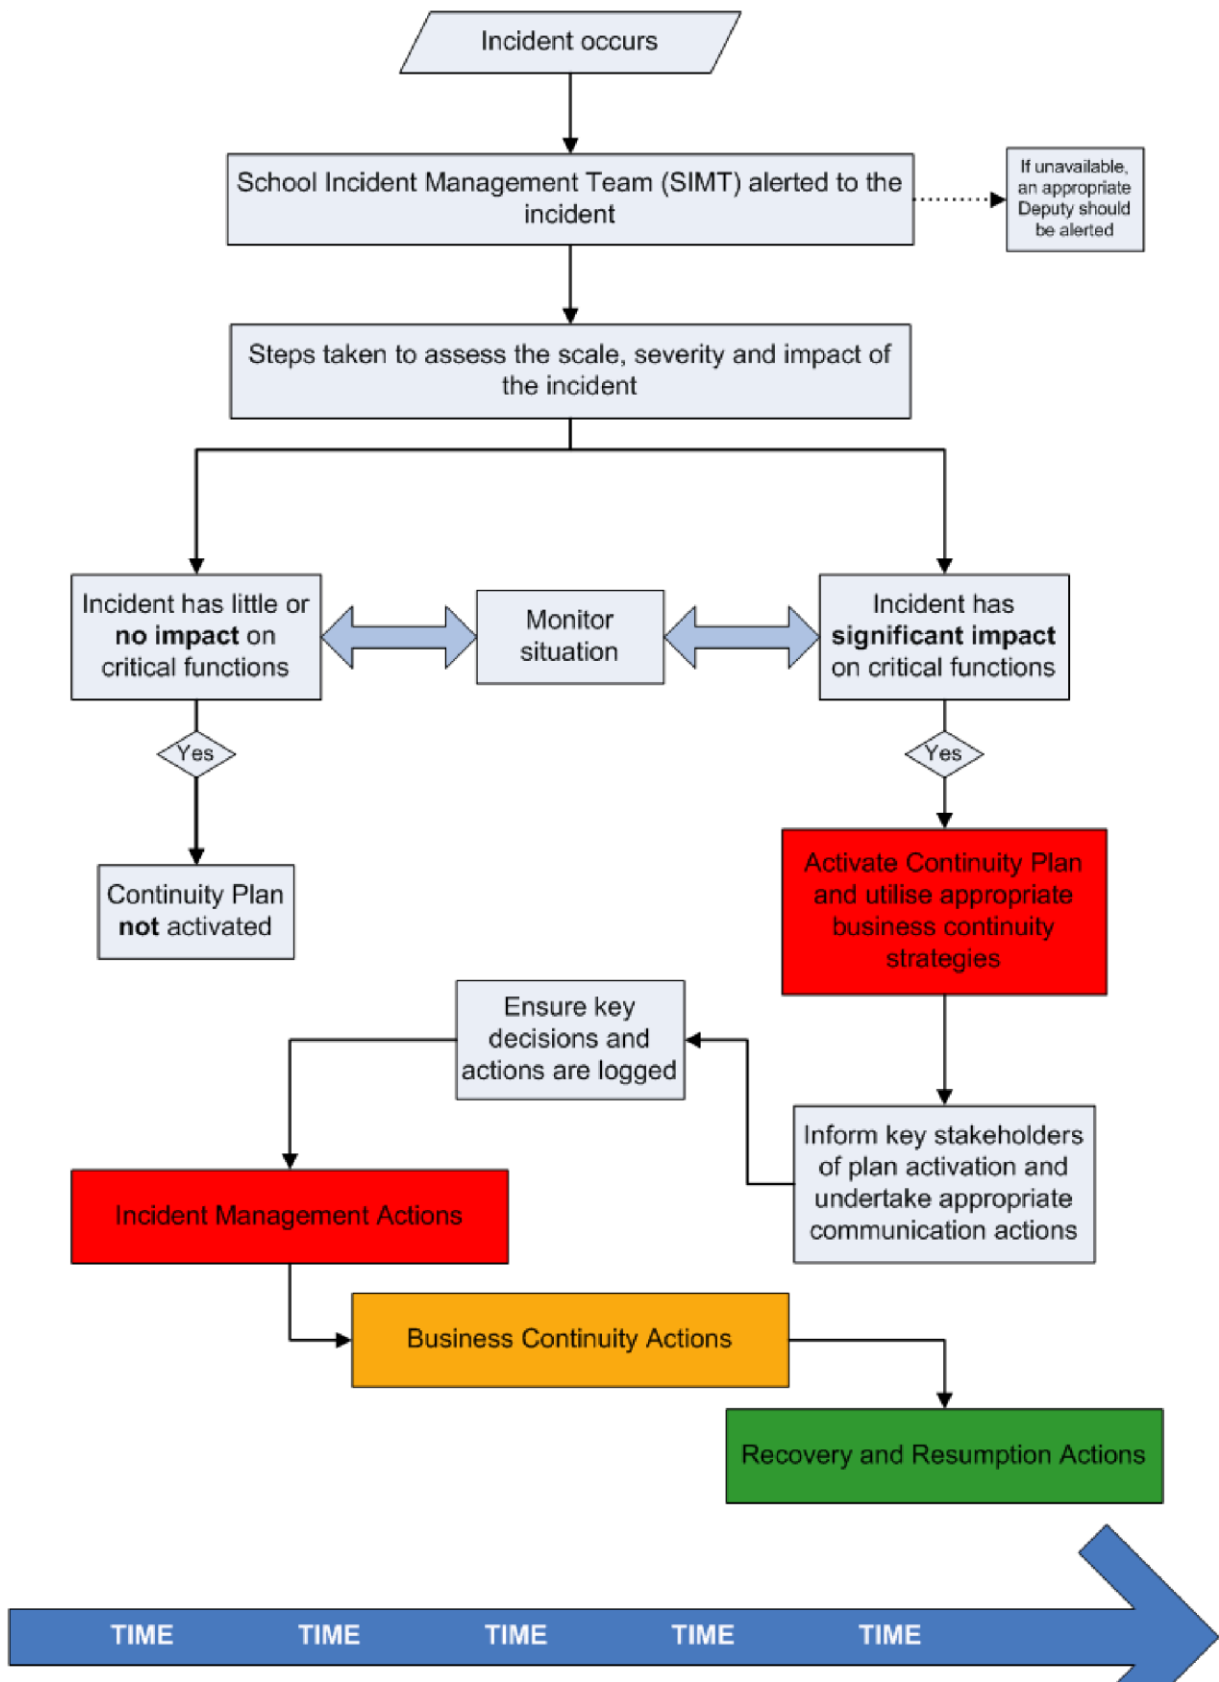 Incident occurs
School Incident Management Team (SIMT) alerted to the
incident
If unavailable,
an appropriate
Deputy should
be alerted
Steps taken to assess the scale, severity and impact of
the incident
Incident has little or
no impact on
critical functions
Monitor
situation
Incident has
significant impact
on critical functions
Yes
Yes
Continuity Plan
not activated
Activate Continuity Plan
and utilise appropriate
business continuity
strategies
Ensure key
decisions and
actions are logged
Inform key stakeholders
of plan activation and
undertake appropriate
communication actions
Incident Management Actions
Business Continuity Actions
Recovery and Resumption Actions
TIME TIME TIME TIME TIME